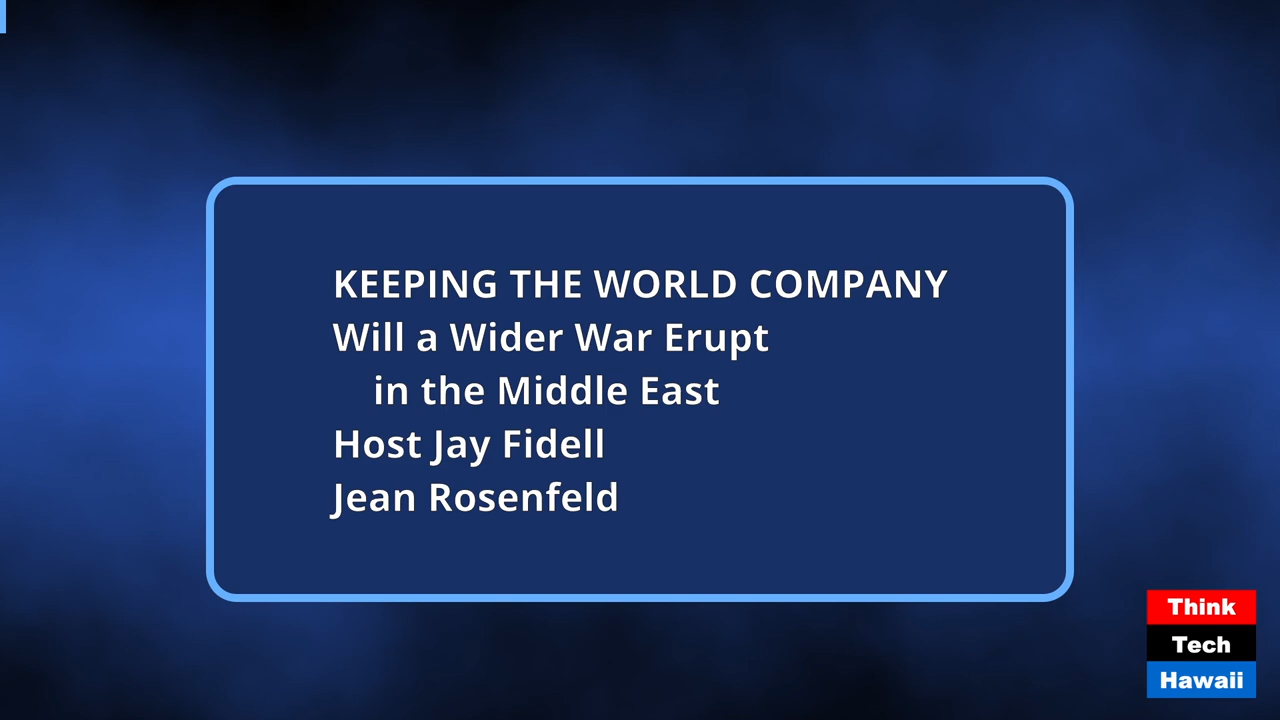 KEEPING THE WORLD COMPANY
Will a Wider War Erupt
in the Middle East
Host Jay Fidell
Jean Rosenfeld
Think
Tech
Hawaii